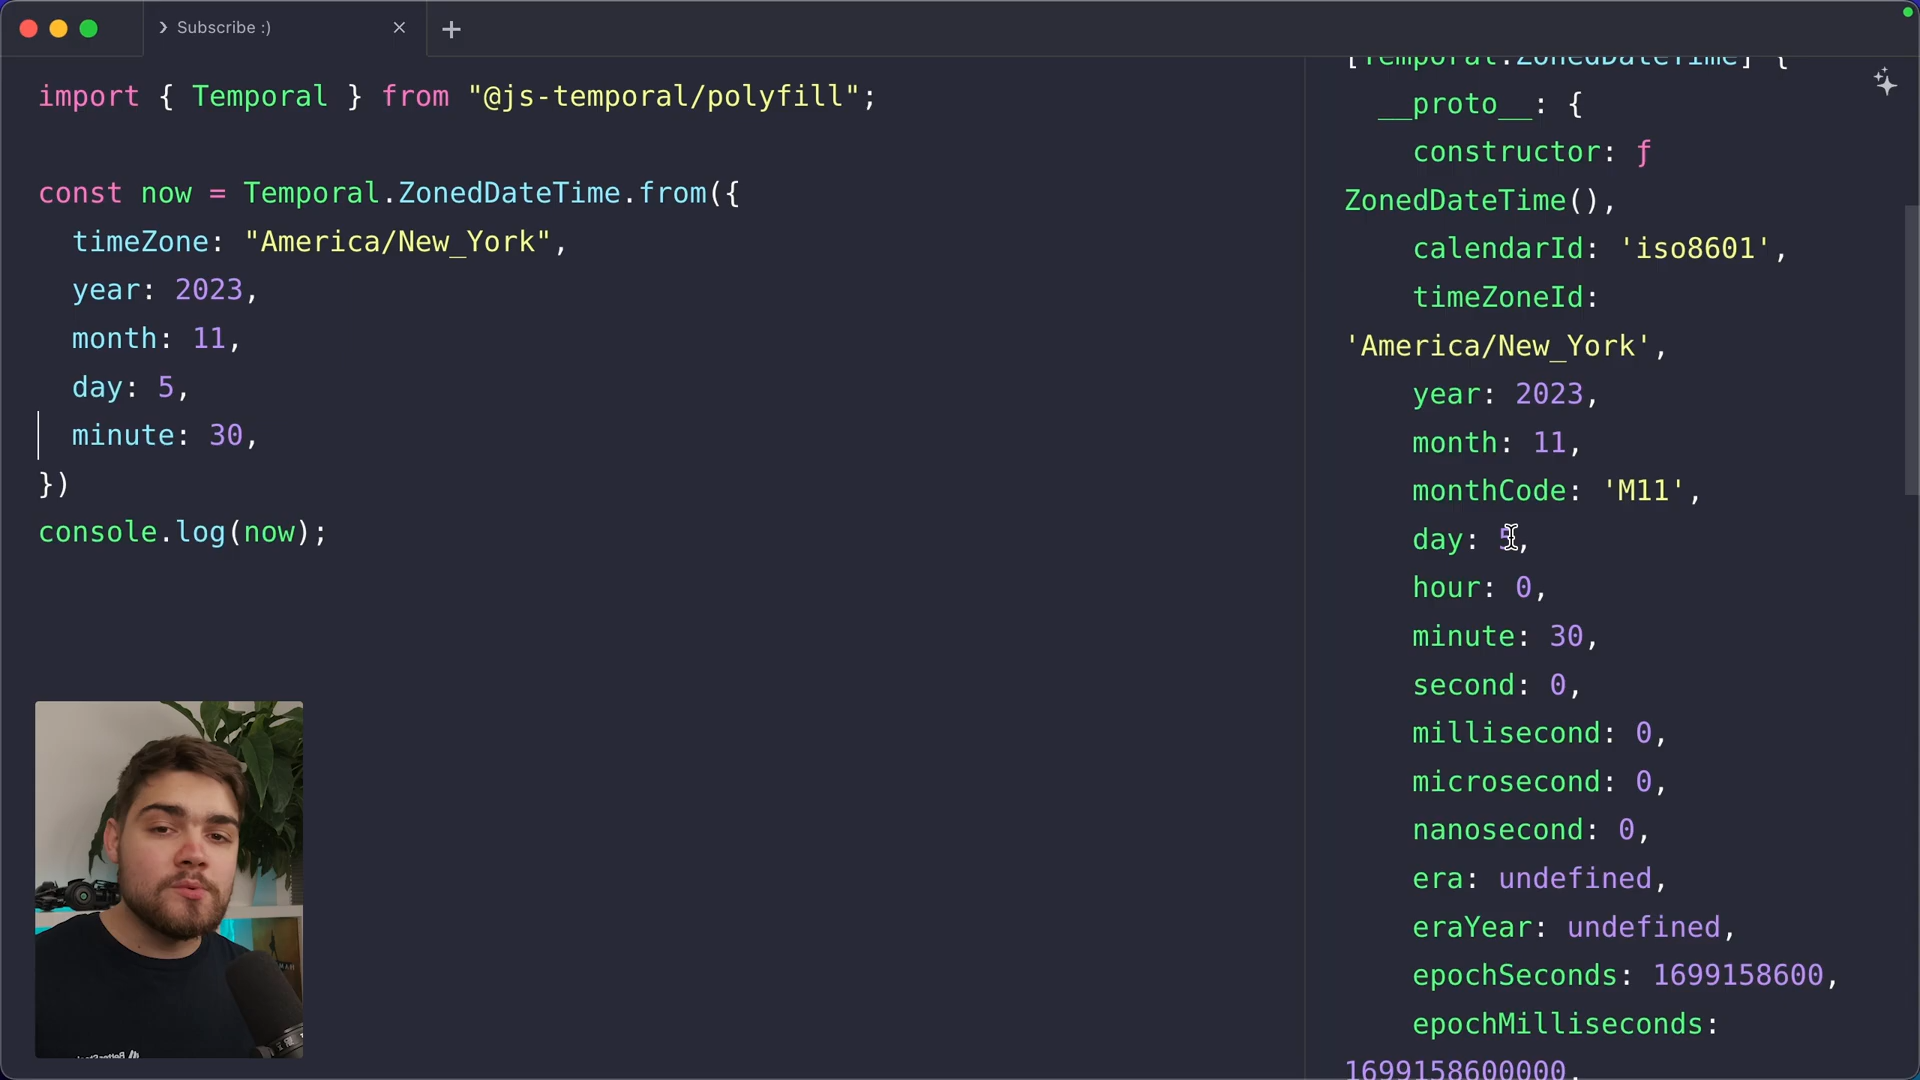 Subscribe :)
import { Temporal } from "@js-temporal/polyfill";
const now = Temporal.ZonedDateTime.from({
timeZone: "America/New_York",
year: 2023,
month: 11,
day: 5,
minute: 30,
})
console.log(now);
[Temporal.ZonedDateTime] {
__proto__: {
constructor: ƒ
ZonedDateTime(),
calendarId: 'iso8601',
timeZoneId:
'America/New_York',
year: 2023,
month: 11,
monthCode: 'M11',
day: 5,
hour: 0,
minute: 30,
second: 0,
millisecond: 0,
microsecond: 0,
nanosecond: 0,
era: undefined,
eraYear: undefined,
epochSeconds: 1699158600,
epochMilliseconds:
1699158600000,